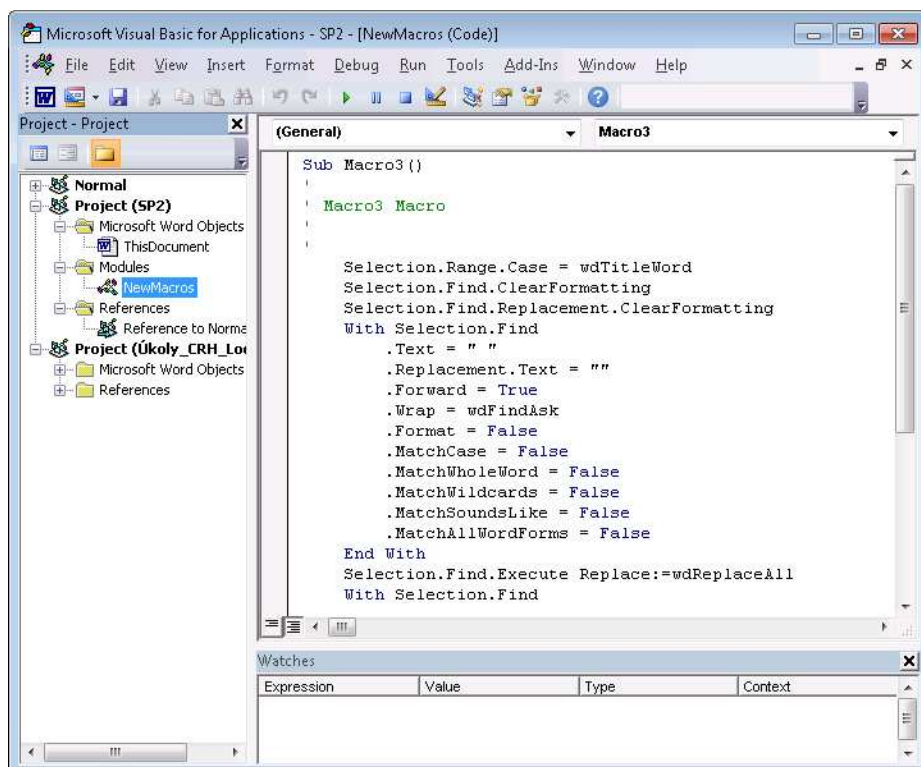 Microsoft Visual Basic for Applications - SP2 - [NewMacros (Code)]
File Edit View Insert Format Debug Run Tools Add-Ins Window Help
Project - Project
(General) Macro3
Normal
Project (SP2)
Microsoft Word Objects
ThisDocument
Modules
NewMacros
References
Reference to Norma
Project (Úkoly_CRH_Loc
Microsoft Word Objects
References
Sub Macro3()
'
' Macro3 Macro
'
'
Selection.Range.Case = wdTitleWord
Selection.Find.ClearFormatting
Selection.Find.Replacement.ClearFormatting
With Selection.Find
.Text = " "
.Replacement.Text = ""
.Forward = True
.Wrap = wdFindAsk
.Format = False
.MatchCase = False
.MatchWholeWord = False
.MatchWildcards = False
.MatchSoundsLike = False
.MatchAllWordForms = False
End With
Selection.Find.Execute Replace:=wdReplaceAll
With Selection.Find
Watches
Expression Value Type Context